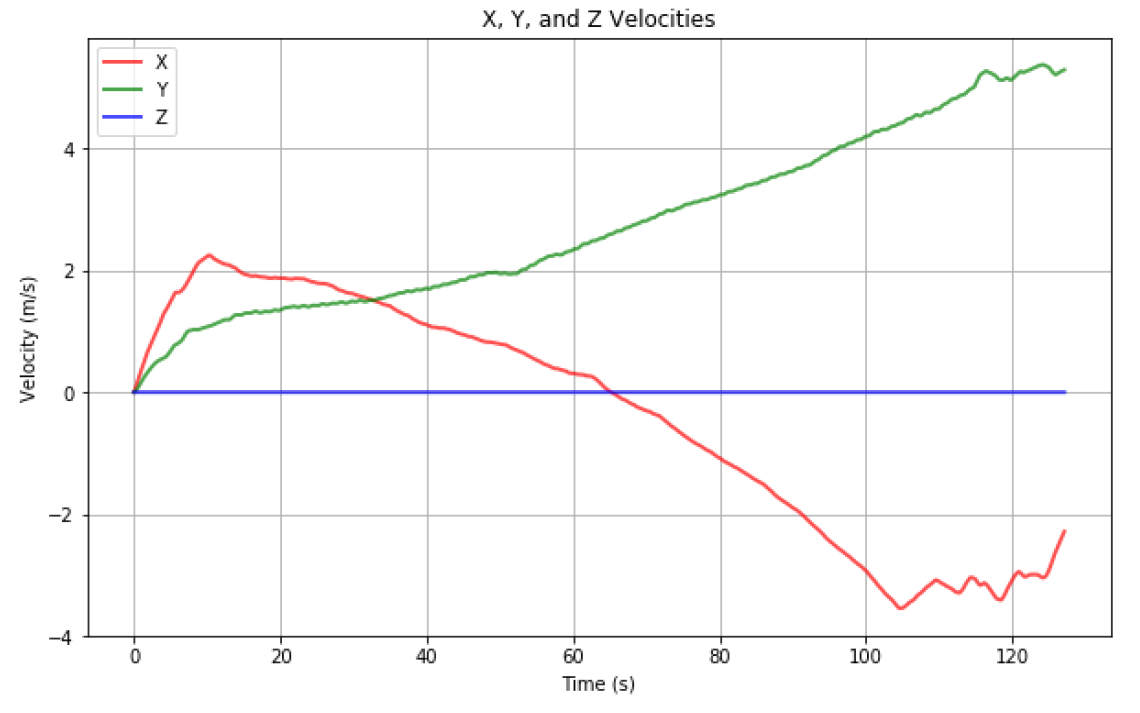 X, Y, and Z Velocities
X
Y
Z
Velocity (m/s)
4
2
0
−2
−4
0 20 40 60 80 100 120
Time (s)